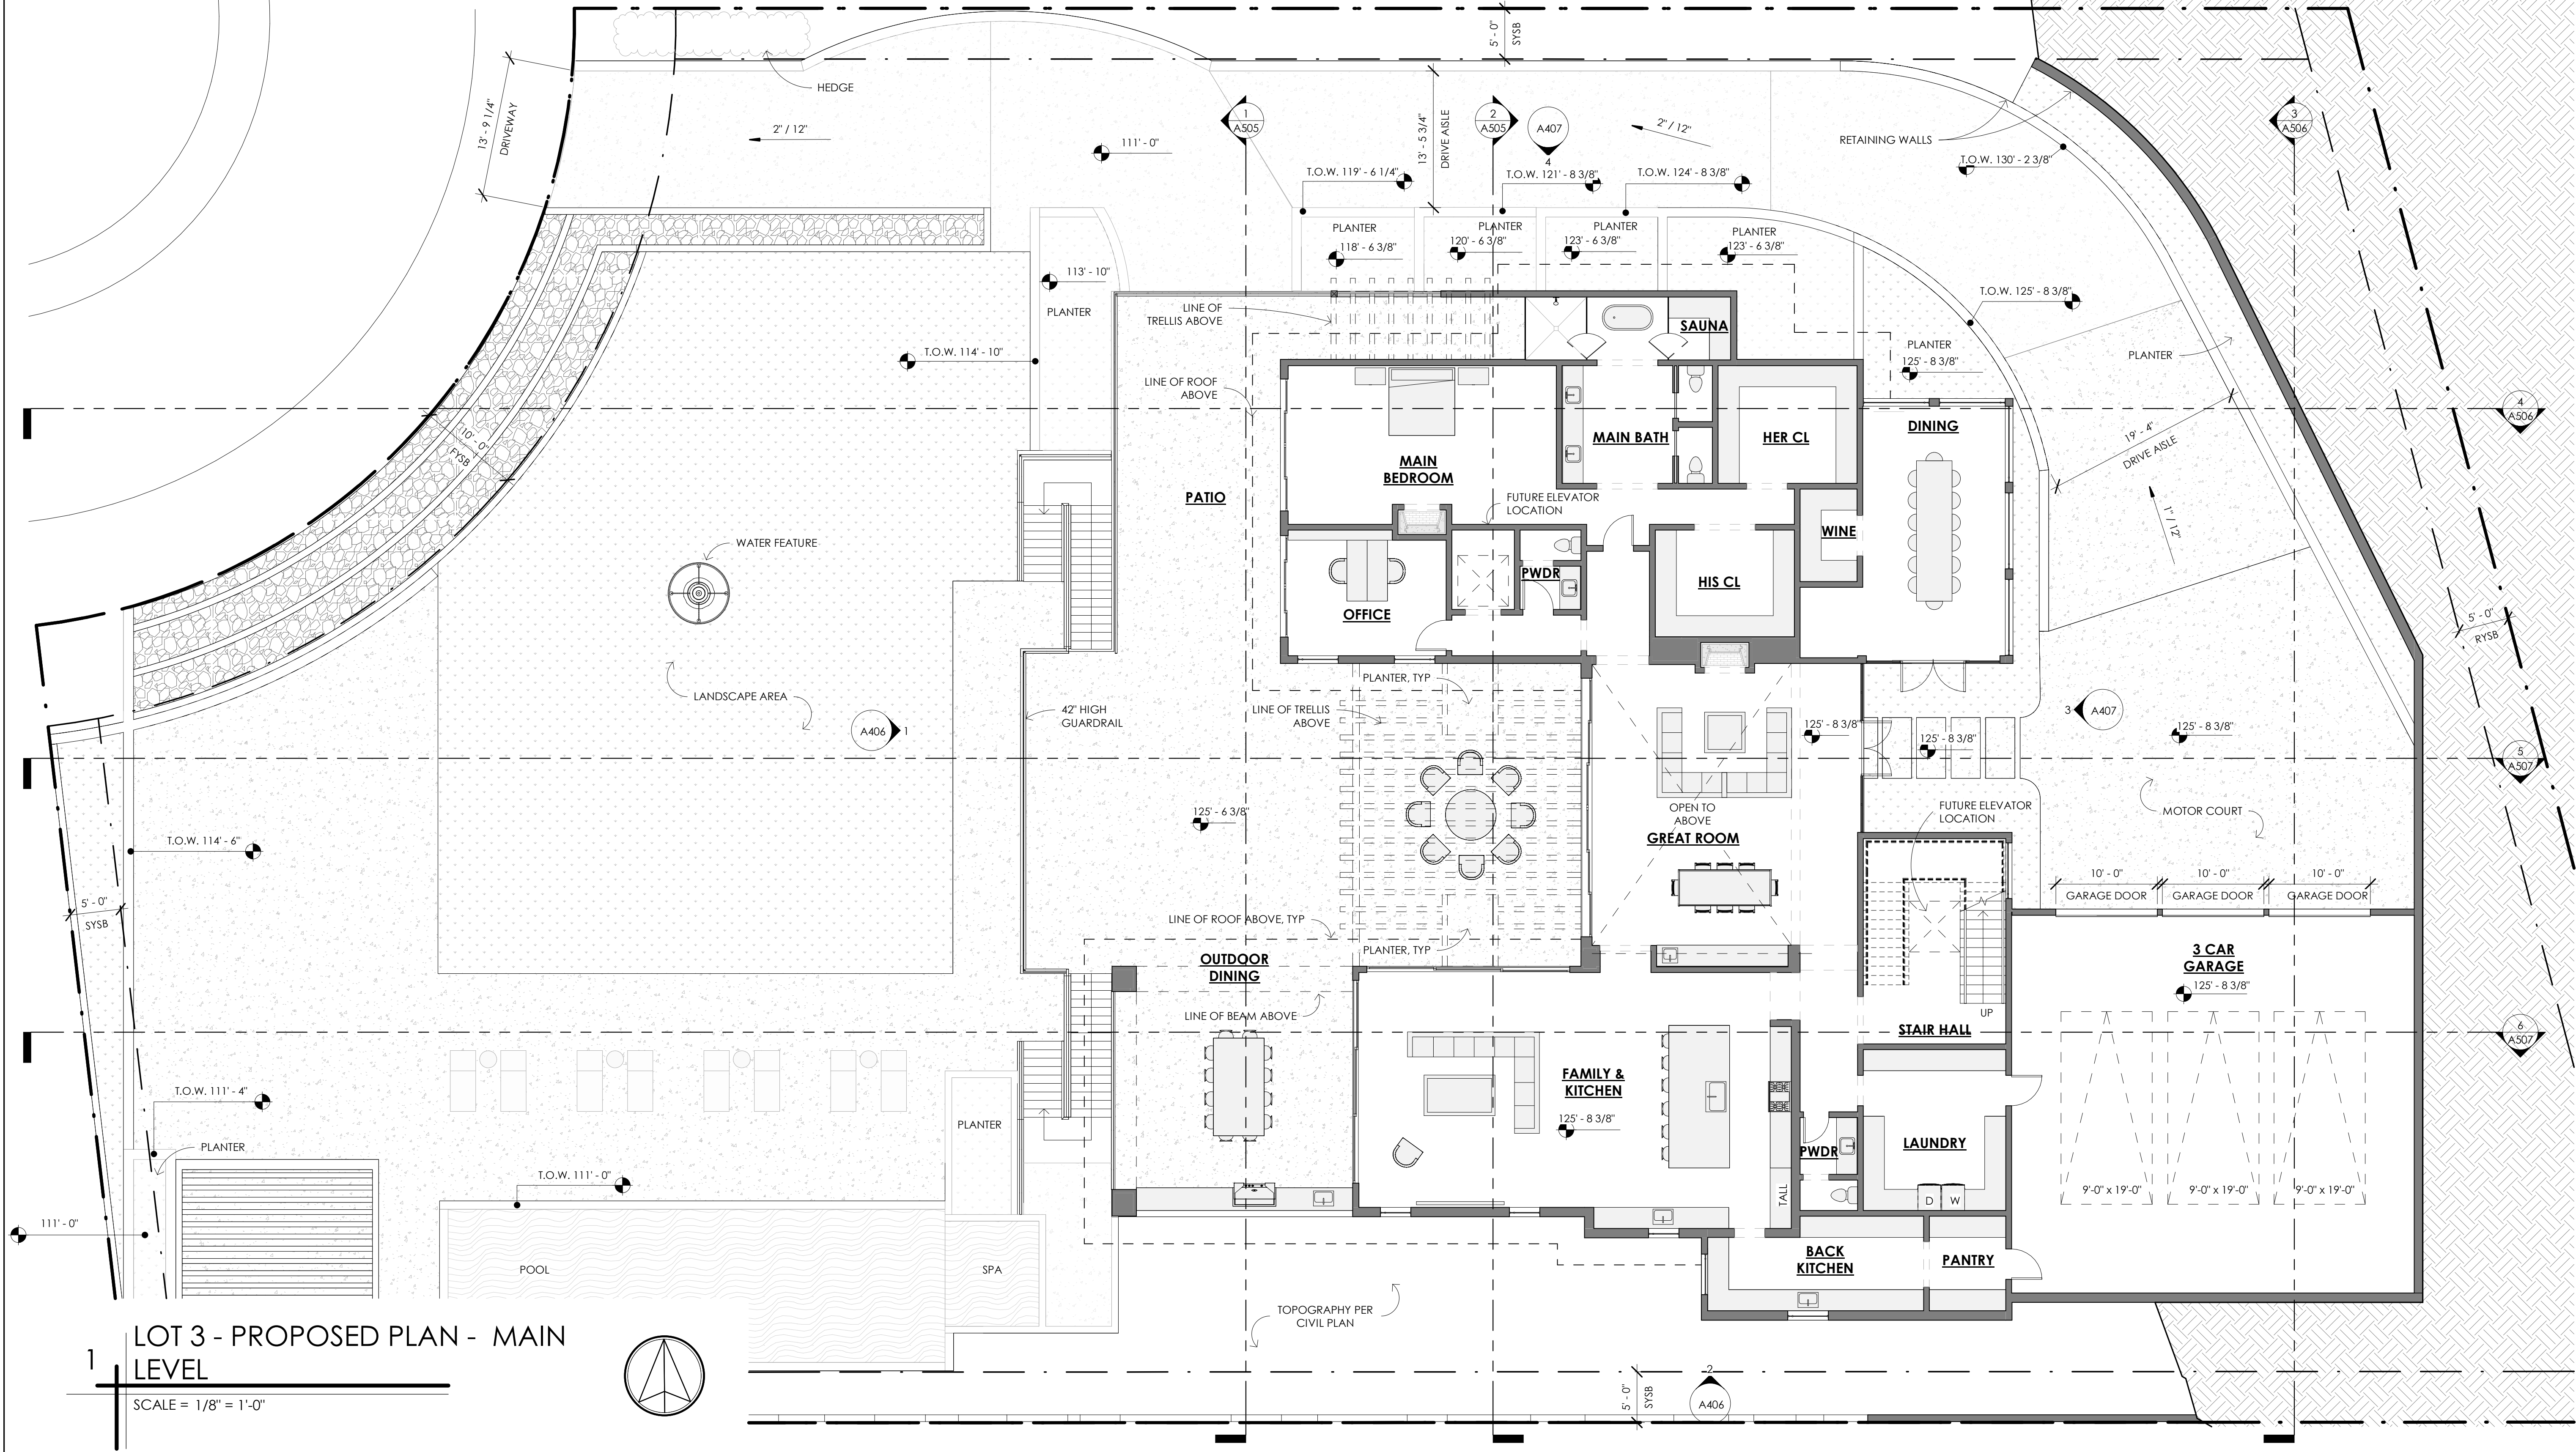 5' - 0"
SYSB
HEDGE
13' - 9 1/4"
DRIVEWAY
2" / 12"
111' - 0"
1
A505
2
A505
A407
4
3
A506
13' - 5 3/4"
DRIVE AISLE
2" / 12"
RETAINING WALLS
T.O.W. 130' - 2 3/8"
T.O.W. 119' - 6 1/4"
T.O.W. 121' - 8 3/8"
T.O.W. 124' - 8 3/8"
PLANTER
118' - 6 3/8"
PLANTER
120' - 6 3/8"
PLANTER
123' - 6 3/8"
PLANTER
123' - 6 3/8"
113' - 10"
PLANTER
LINE OF
TRELLIS ABOVE
T.O.W. 125' - 8 3/8"
SAUNA
T.O.W. 114' - 10"
PLANTER
125' - 8 3/8"
PLANTER
LINE OF ROOF
ABOVE
4
A506
10' - 0"
FYSB
MAIN
BEDROOM
MAIN BATH
HER CL
DINING
19' - 4"
DRIVE AISLE
PATIO
FUTURE ELEVATOR
LOCATION
WINE
1" / 12"
WATER FEATURE
PWDR
HIS CL
OFFICE
5' - 0"
RYSB
LANDSCAPE AREA
PLANTER, TYP
42" HIGH
GUARDRAIL
LINE OF TRELLIS
ABOVE
A406
1
3
A407
125' - 8 3/8"
125' - 8 3/8"
125' - 8 3/8"
5
A507
OPEN TO
ABOVE
GREAT ROOM
125' - 6 3/8"
FUTURE ELEVATOR
LOCATION
MOTOR COURT
T.O.W. 114' - 6"
10' - 0"
GARAGE DOOR
10' - 0"
GARAGE DOOR
10' - 0"
GARAGE DOOR
5' - 0"
SYSB
LINE OF ROOF ABOVE, TYP
PLANTER, TYP
OUTDOOR
DINING
3 CAR
GARAGE
125' - 8 3/8"
LINE OF BEAM ABOVE
UP
STAIR HALL
6
A507
FAMILY &
KITCHEN
125' - 8 3/8"
T.O.W. 111' - 4"
PLANTER
PLANTER
PWDR
LAUNDRY
T.O.W. 111' - 0"
TALL
D
W
9'-0" x 19'-0"
9'-0" x 19'-0"
9'-0" x 19'-0"
111' - 0"
POOL
SPA
BACK
KITCHEN
PANTRY
TOPOGRAPHY PER
CIVIL PLAN
1
LOT 3 - PROPOSED PLAN - MAIN
LEVEL
SCALE = 1/8" = 1'-0"
5' - 0"
SYSB
2
A406